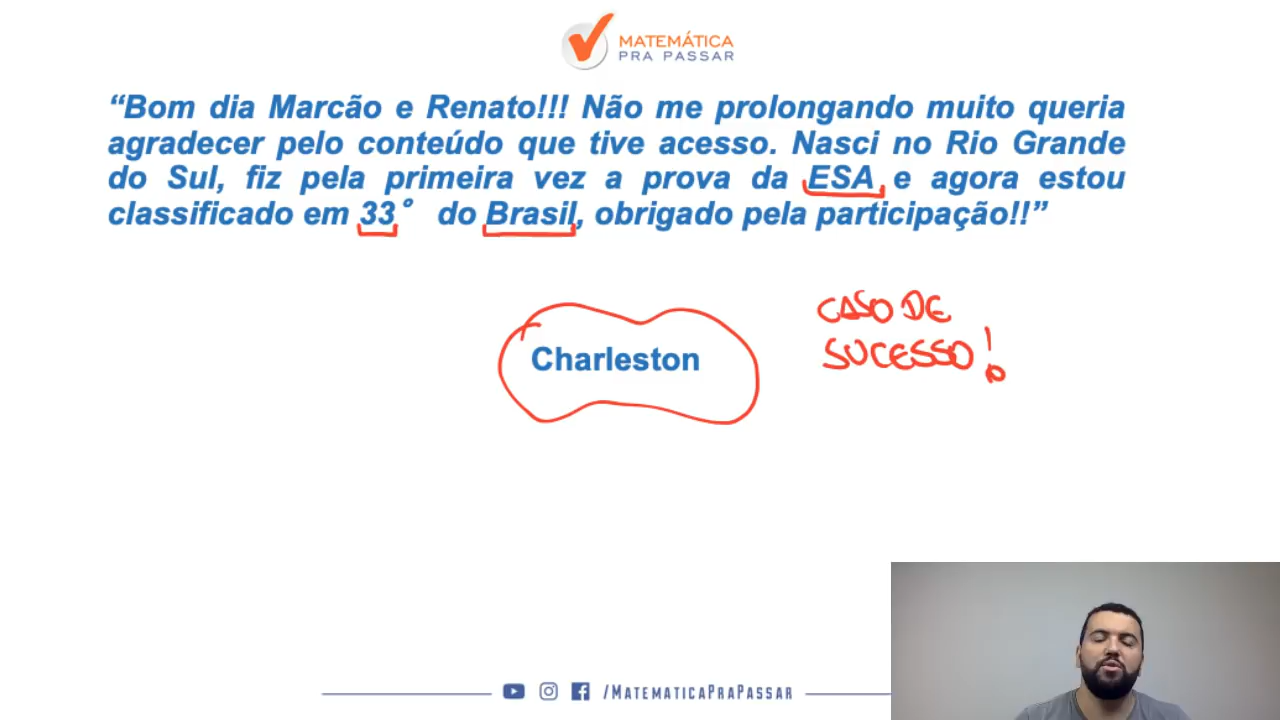 MATEMÁTICA
PRA PASSAR
“Bom dia Marcão e Renato!!! Não me prolongando muito queria
agradecer pelo conteúdo que tive acesso. Nasci no Rio Grande
do Sul, fiz pela primeira vez a prova da ESA e agora estou
classificado em 33° do Brasil, obrigado pela participação!!”
CASO DE
SUCESSO!
Charleston
/MATEMATICAPRAPASSAR